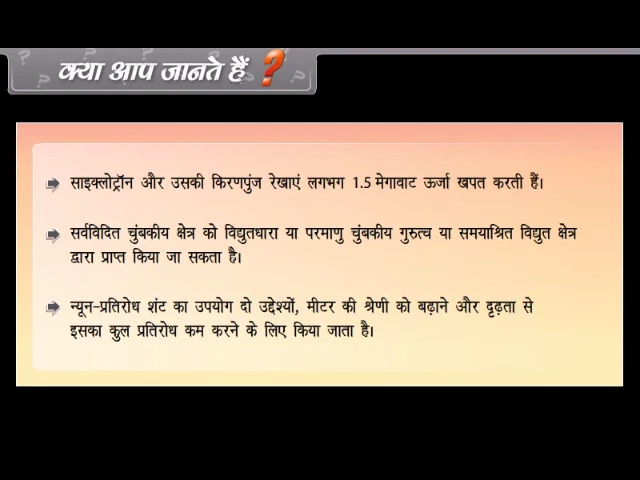 क्या आप जानते हैं ?
साइक्लोट्रॉन और उसकी किरणपुंज रेखाएं लगभग 1.5 मेगावाट ऊर्जा खपत करती हैं।
सर्वविदित चुंबकीय क्षेत्र को विद्युतधारा या परमाणु चुंबकीय गुरुत्व या समयाश्रित विद्युत क्षेत्र
द्वारा प्राप्त किया जा सकता है।
न्यून-प्रतिरोध शंट का उपयोग दो उद्देश्यों, मीटर की श्रेणी को बढ़ाने और दृढ़ता से
इसका कुल प्रतिरोध कम करने के लिए किया जाता है।